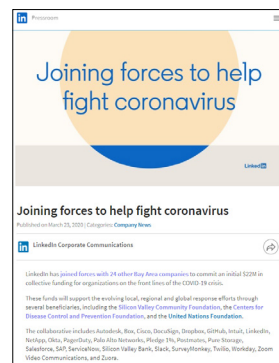 in Pressroom
Joining forces to help
fight coronavirus
Linked in
Joining forces to help fight coronavirus
Published on March 25, 2020 | Categories: Company News
in LinkedIn Corporate Communications
LinkedIn has joined forces with 24 other Bay Area companies to commit an initial $22M in
collective funding for organizations on the front lines of the COVID-19 crisis.
These funds will support the evolving local, regional and global response efforts through
several beneficiaries, including the Silicon Valley Community Foundation, the Centers for
Disease Control and Prevention Foundation, and the United Nations Foundation.
The collaborative includes Autodesk, Box, Cisco, DocuSign, Dropbox, GitHub, Intuit, LinkedIn,
NetApp, Okta, PagerDuty, Palo Alto Networks, Pledge 1%, Postmates, Pure Storage,
Salesforce, SAP, ServiceNow, Silicon Valley Bank, Slack, SurveyMonkey, Twilio, Workday, Zoom
Video Communications, and Zuora.